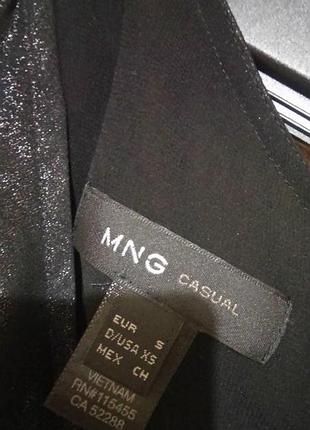 MNG CASUAL
EUR S
D/USA XS
MEX CH
VIETNAM
RN#115455
CA 52288